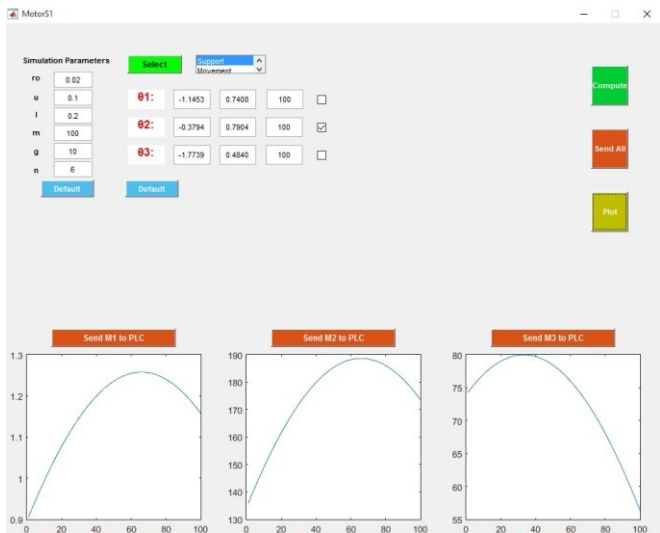 MotorS1
Simulation Parameters
Select
Support
Movement
ro 0.02
u 0.1
l 0.2
m 100
g 10
n 6
Default
θ1: -1.1453 0.7408 100
θ2: -0.3794 0.7904 100
θ3: -1.7739 0.4840 100
Default
Compute
Send All
Plot
Send M1 to PLC
1.3
1.2
1.1
1
0.9
0 20 40 60 80 100
Send M2 to PLC
190
180
170
160
150
140
130
0 20 40 60 80 100
Send M3 to PLC
80
75
70
65
60
55
0 20 40 60 80 100